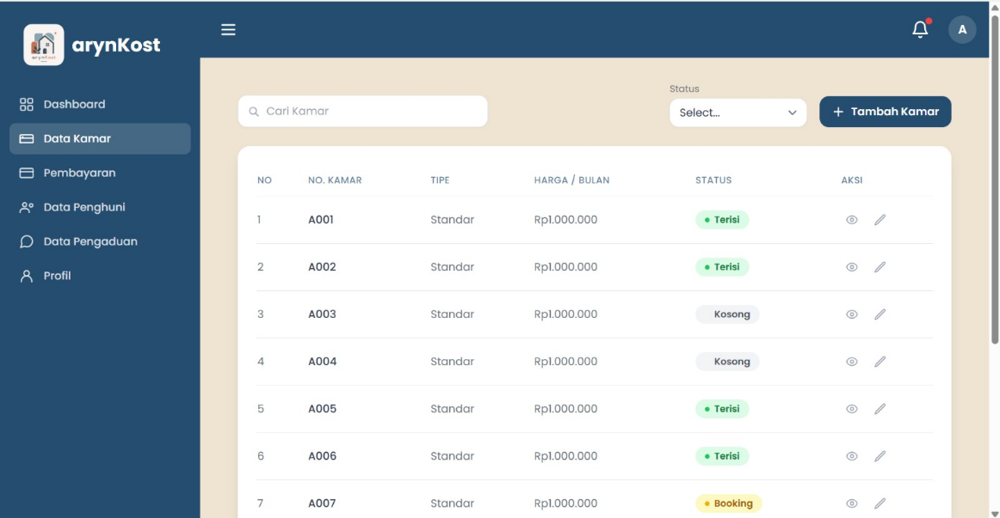 arynKost
arynKost
Dashboard
Data Kamar
Pembayaran
Data Penghuni
Data Pengaduan
Profil
A
Cari Kamar
Status
Select...
+ Tambah Kamar
NO NO. KAMAR TIPE HARGA / BULAN STATUS AKSI
1 A001 Standar Rp1.000.000 Terisi
2 A002 Standar Rp1.000.000 Terisi
3 A003 Standar Rp1.000.000 Kosong
4 A004 Standar Rp1.000.000 Kosong
5 A005 Standar Rp1.000.000 Terisi
6 A006 Standar Rp1.000.000 Terisi
7 A007 Standar Rp1.000.000 Booking